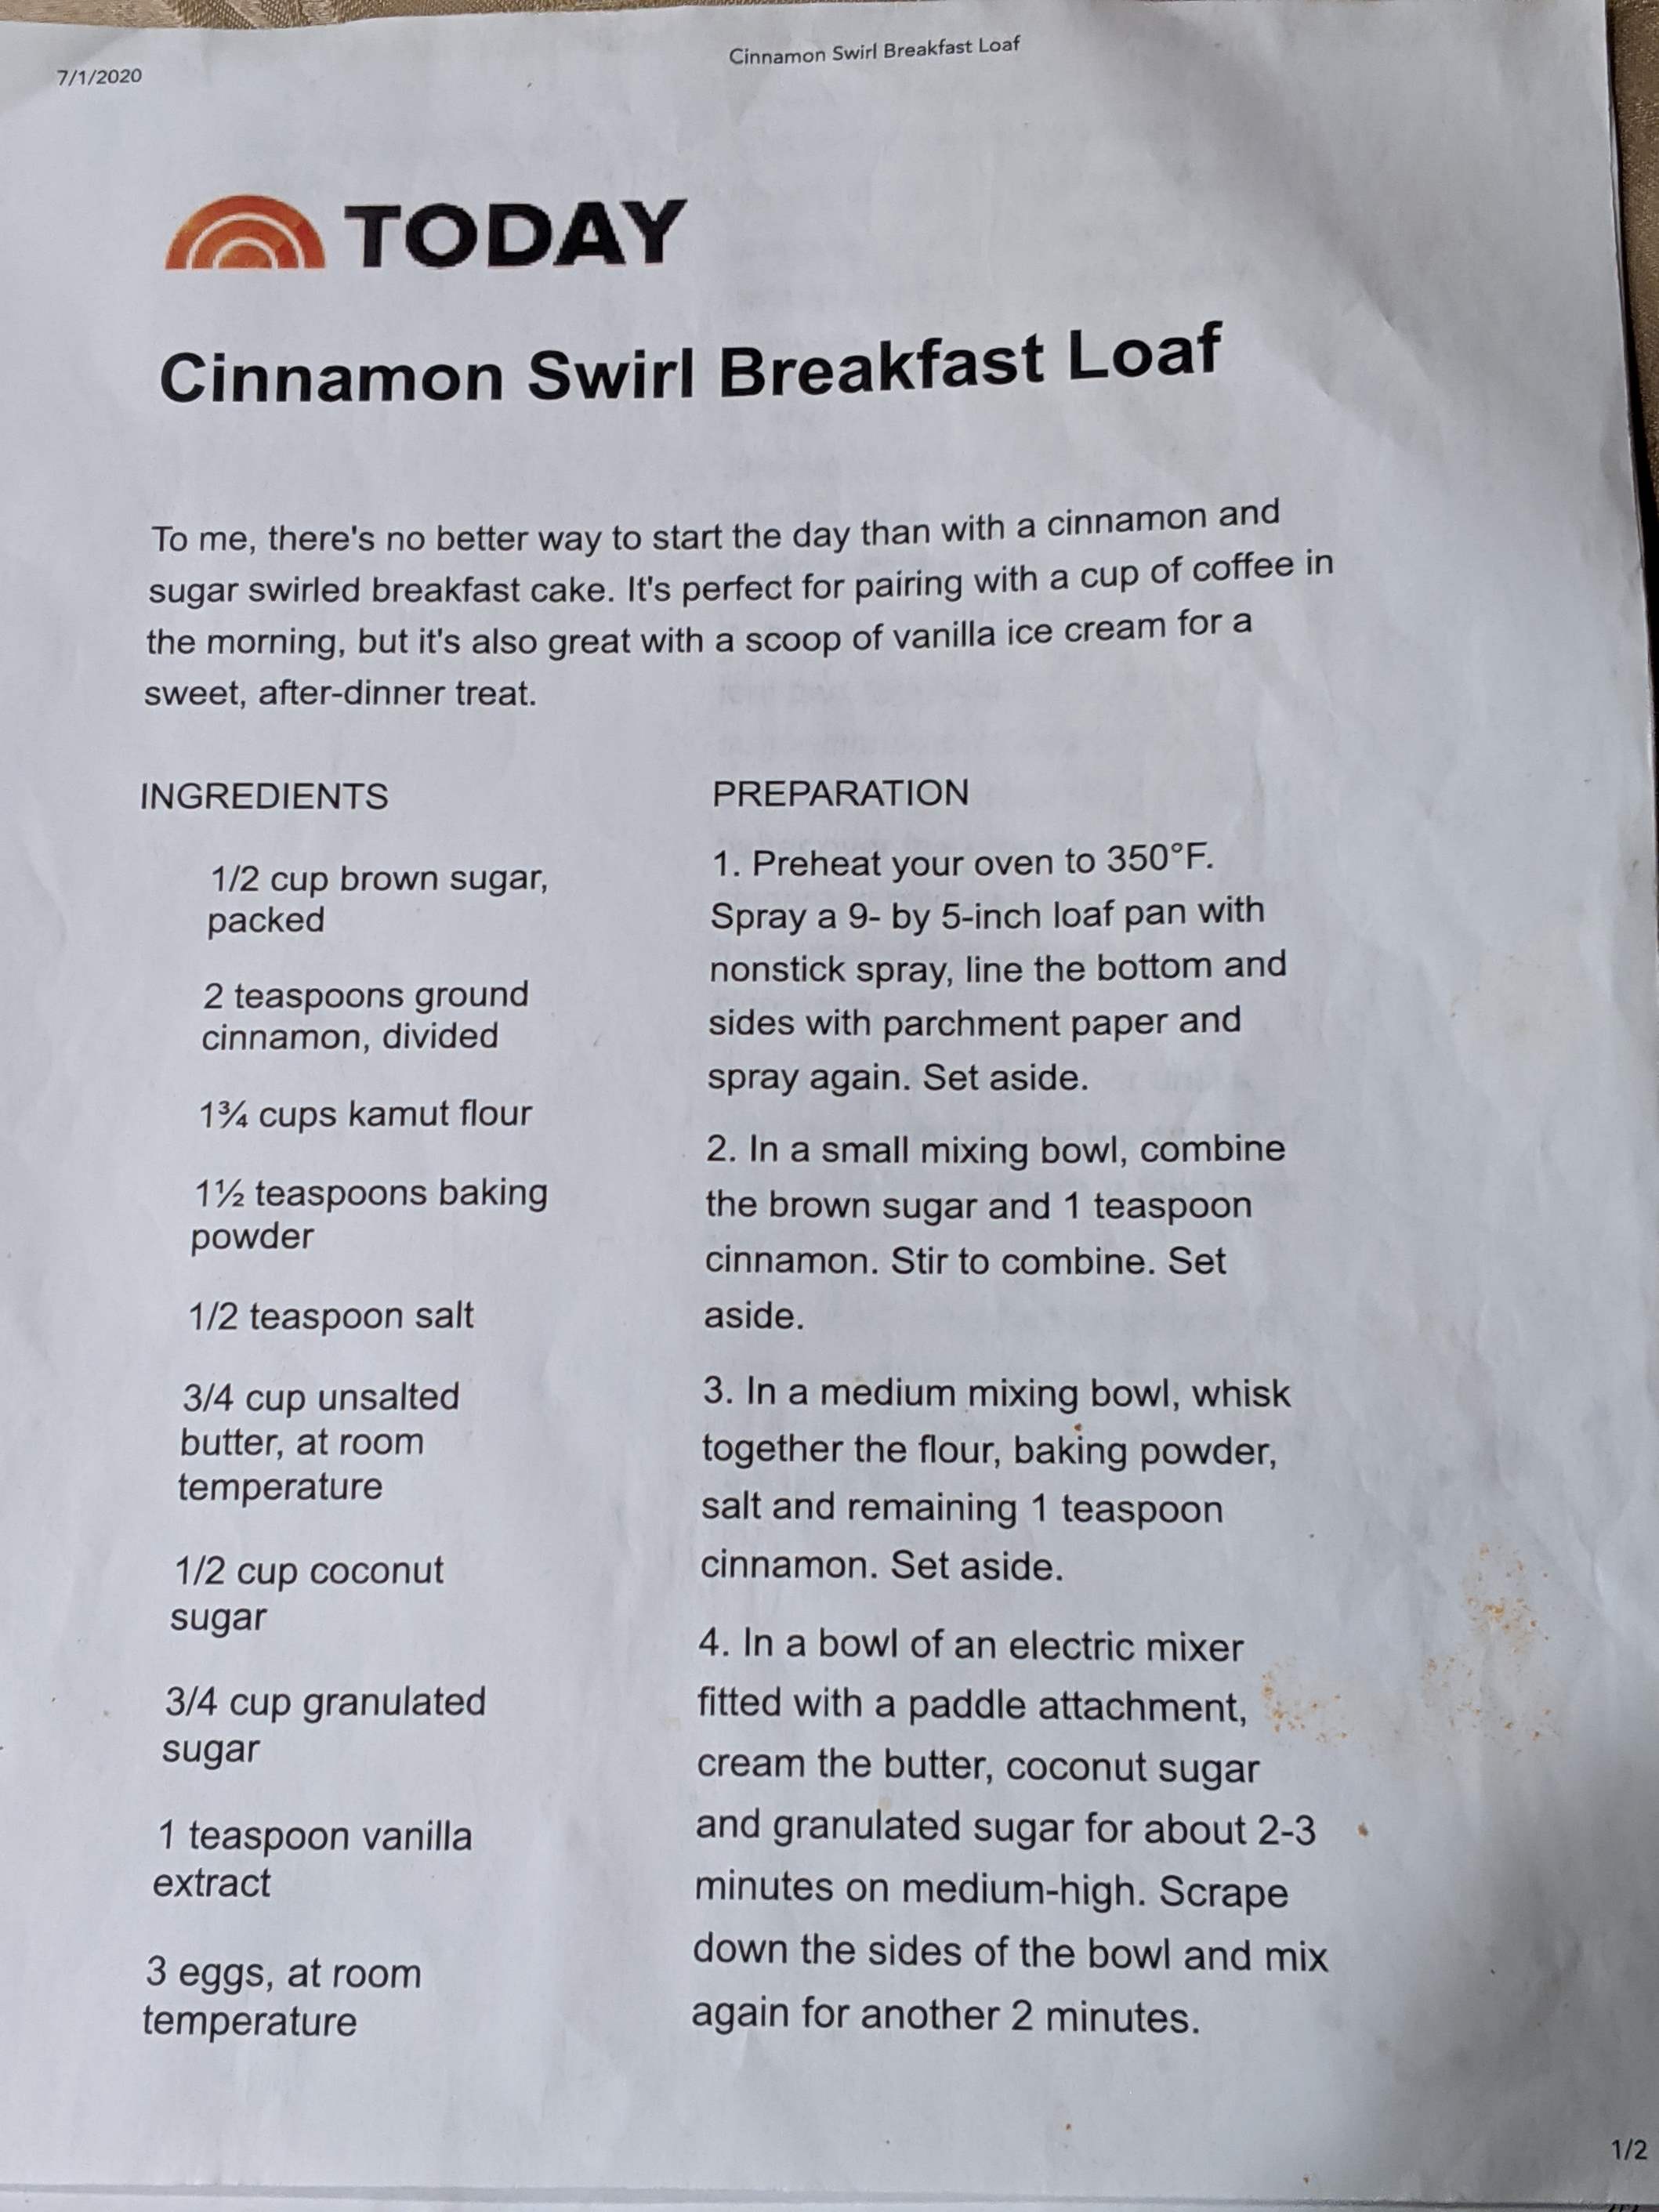 7/1/2020
Cinnamon Swirl Breakfast Loaf
TODAY
Cinnamon Swirl Breakfast Loaf
To me, there's no better way to start the day than with a cinnamon and
sugar swirled breakfast cake. It's perfect for pairing with a cup of coffee in
the morning, but it's also great with a scoop of vanilla ice cream for a
sweet, after-dinner treat.
INGREDIENTS
1/2 cup brown sugar,
packed
2 teaspoons ground
cinnamon, divided
1¾ cups kamut flour
1½ teaspoons baking
powder
1/2 teaspoon salt
3/4 cup unsalted
butter, at room
temperature
1/2 cup coconut
sugar
3/4 cup granulated
sugar
1 teaspoon vanilla
extract
3 eggs, at room
temperature
PREPARATION
1. Preheat your oven to 350°F.
Spray a 9- by 5-inch loaf pan with
nonstick spray, line the bottom and
sides with parchment paper and
spray again. Set aside.
2. In a small mixing bowl, combine
the brown sugar and 1 teaspoon
cinnamon. Stir to combine. Set
aside.
3. In a medium mixing bowl, whisk
together the flour, baking powder,
salt and remaining 1 teaspoon
cinnamon. Set aside.
4. In a bowl of an electric mixer
fitted with a paddle attachment,
cream the butter, coconut sugar
and granulated sugar for about 2-3
minutes on medium-high. Scrape
down the sides of the bowl and mix
again for another 2 minutes.
1/2